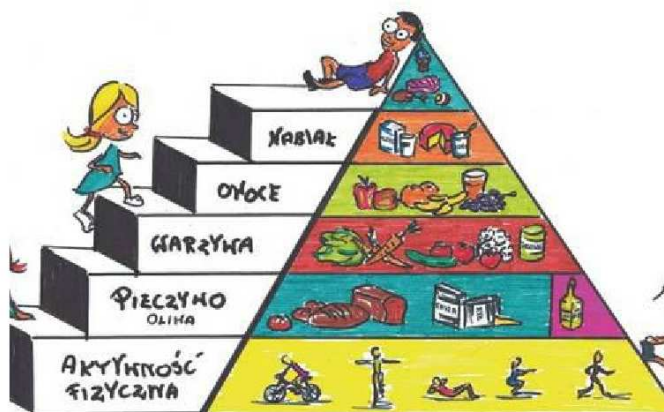 NABIAŁ
OWOCE
WARZYWA
PIECZYWO
OLIWA
AKTYWNOŚĆ
FIZYCZNA